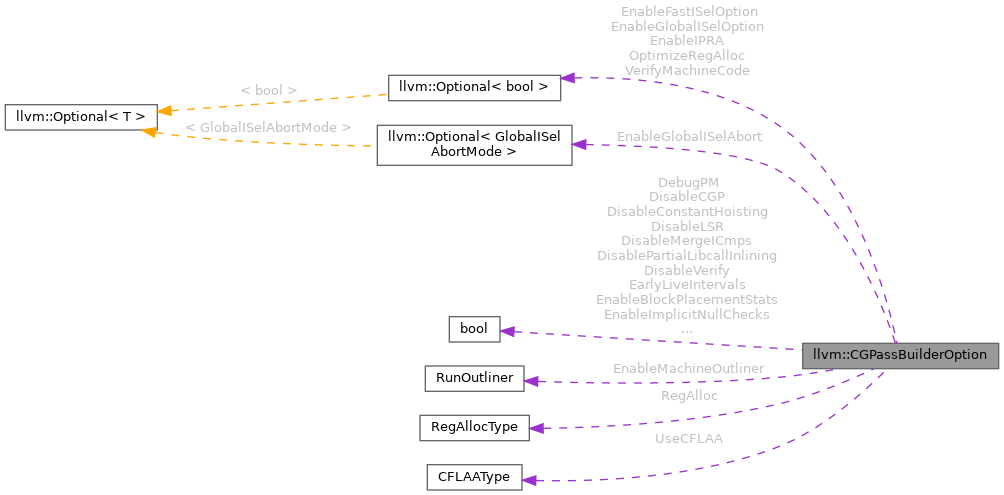 EnableFastISelOption
EnableGlobalISelOption
EnableIPRA
OptimizeRegAlloc
VerifyMachineCode
llvm::Optional< bool >
< bool >
llvm::Optional< T >
< GlobalISelAbortMode >
llvm::Optional< GlobalISel
AbortMode >
EnableGlobalISelAbort
DebugPM
DisableCGP
DisableConstantHoisting
DisableLSR
DisableMergeICmps
DisablePartialLibcallInlining
DisableVerify
EarlyLiveIntervals
EnableBlockPlacementStats
EnableImplicitNullChecks
...
bool
llvm::CGPassBuilderOption
EnableMachineOutliner
RunOutliner
RegAlloc
RegAllocType
UseCFLAA
CFLAAType